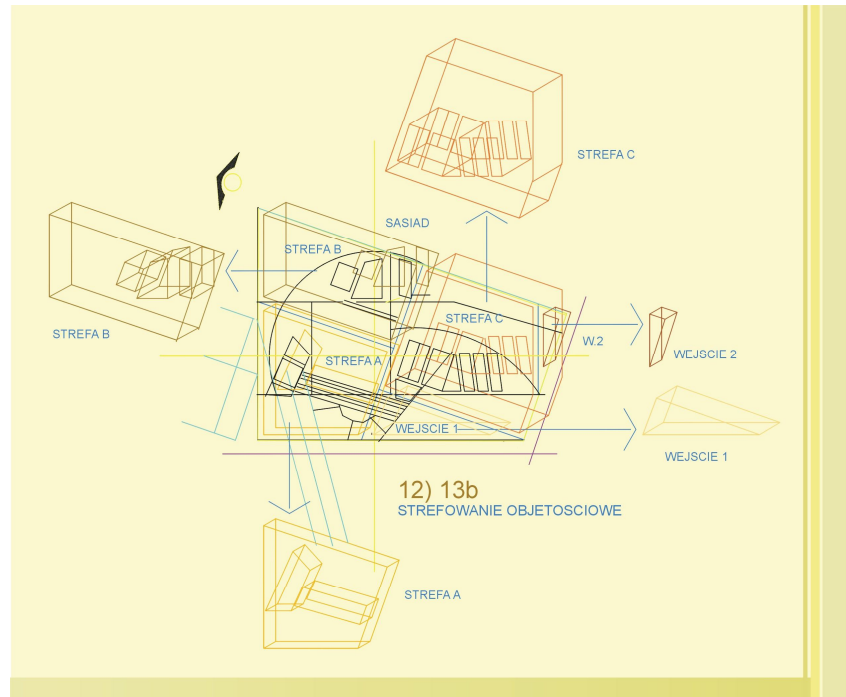 STREFA C
SASIAD
STREFA B
STREFA C
STREFA B
W.2
WEJSCIE 2
STREFA A
WEJSCIE 1
WEJSCIE 1
12) 13b
STREFOWANIE OBJETOSCIOWE
STREFA A